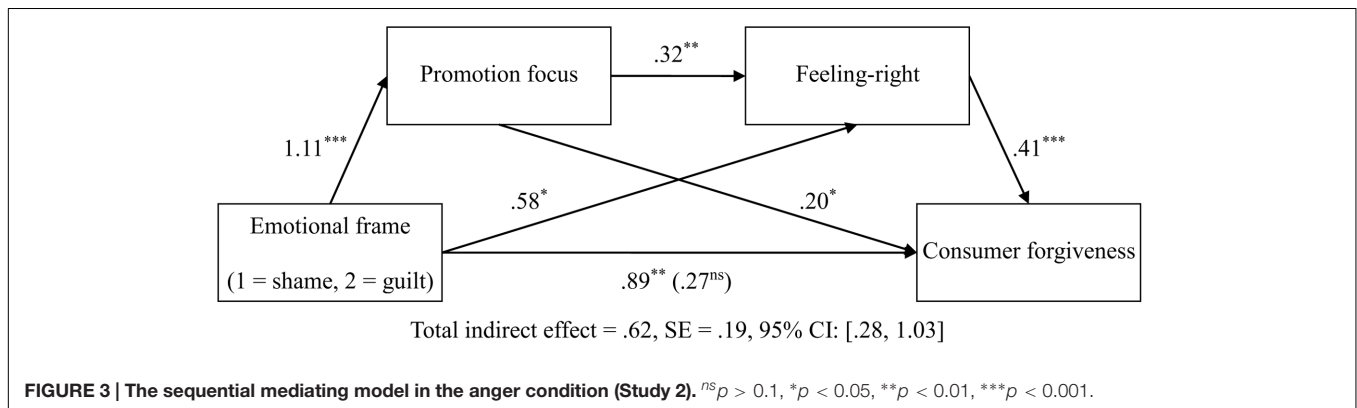 Promotion focus
.32**
Feeling-right
1.11***
.41***
.58*
.20*
Emotional frame
(1 = shame, 2 = guilt)
Consumer forgiveness
.89** (.27ns)
Total indirect effect = .62, SE = .19, 95% CI: [.28, 1.03]
FIGURE 3 | The sequential mediating model in the anger condition (Study 2). nsp > 0.1, *p < 0.05, **p < 0.01, ***p < 0.001.